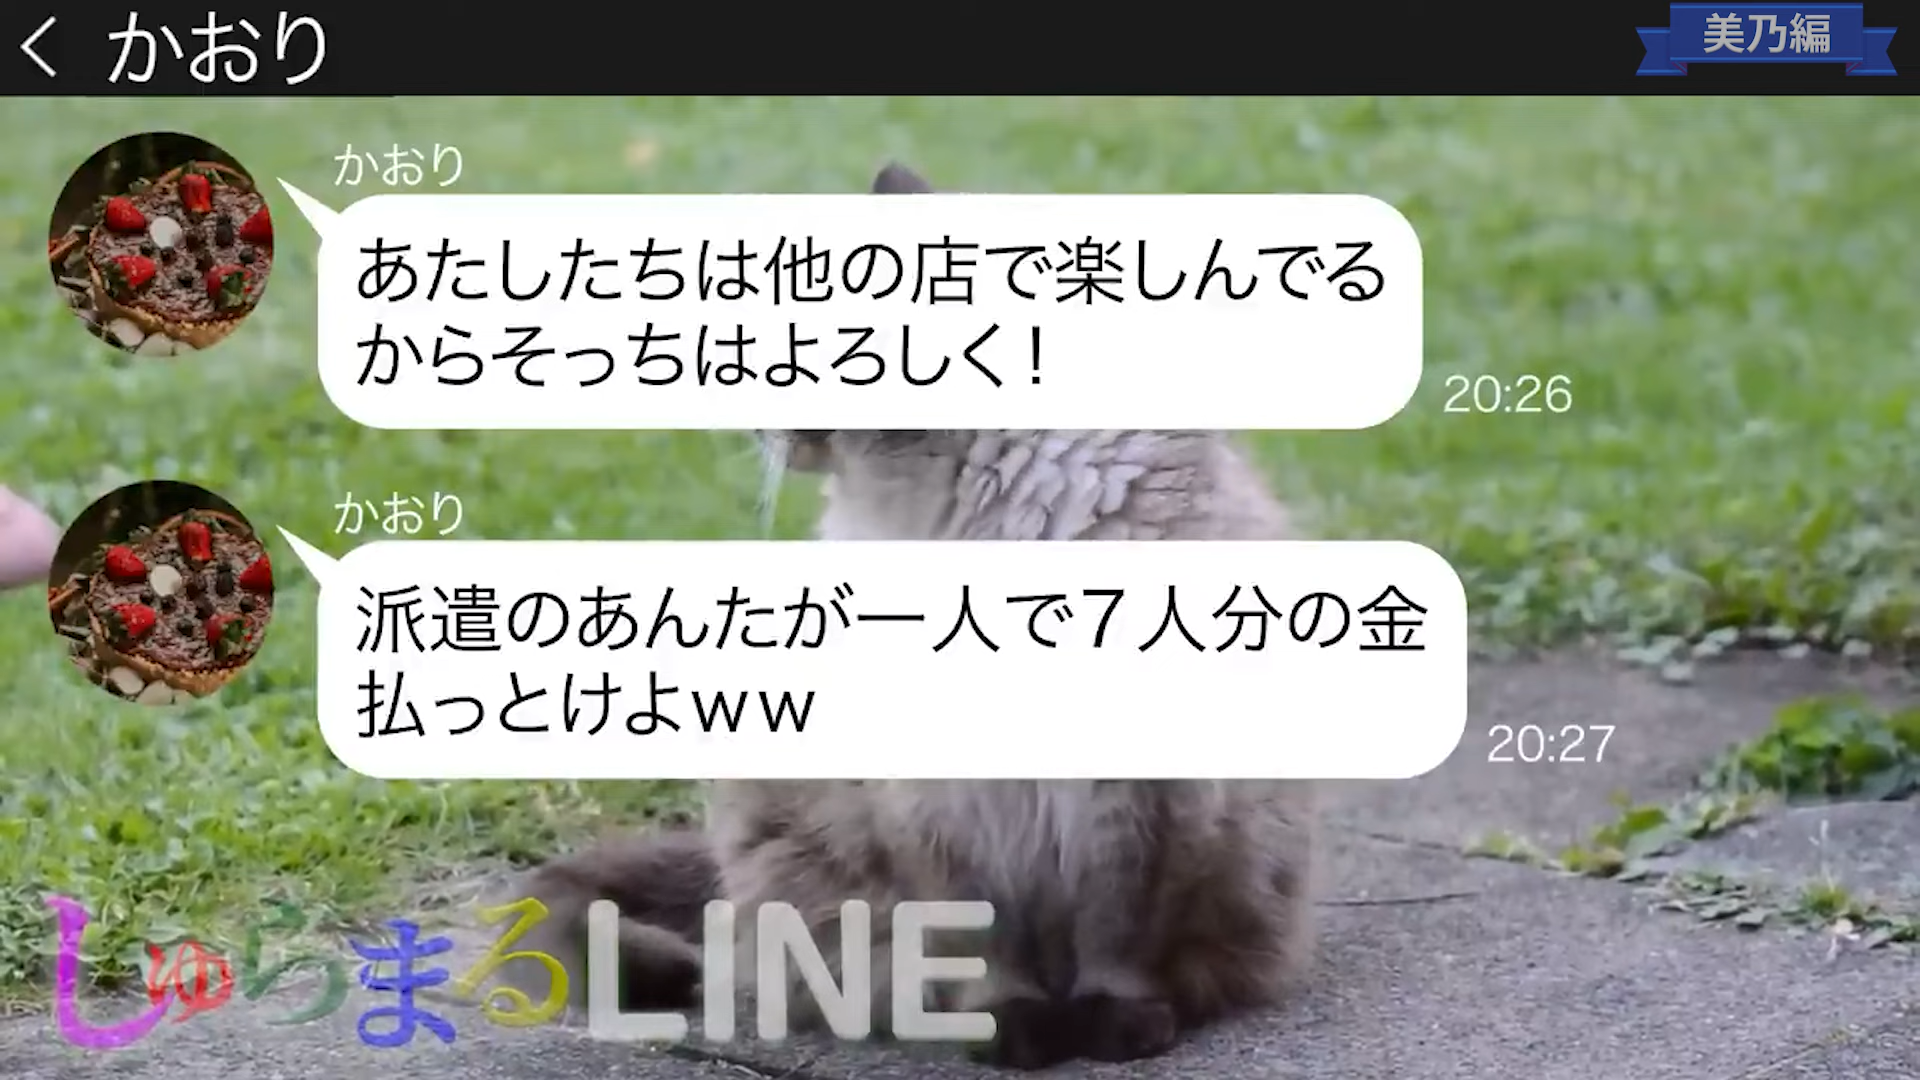 かおり
美乃編
かおり
あたしたちは他の店で楽しんでる
からそっちはよろしく!
20:26
かおり
派遣のあんたが一人で7人分の金
払っとけよww
20:27
しゅらまるLINE